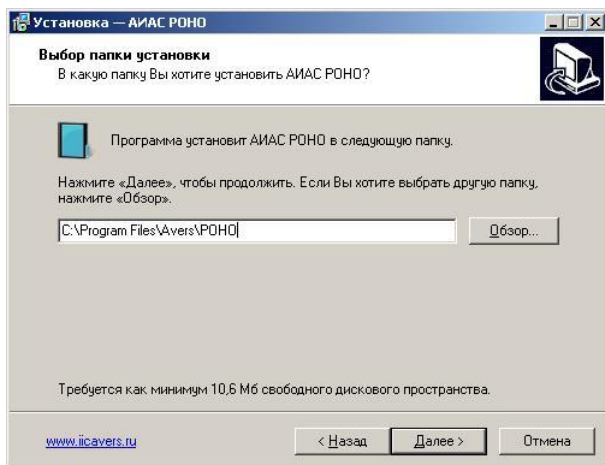 Установка — АИАС РОНО
Выбор папки установки
В какую папку Вы хотите установить АИАС РОНО?
Программа установит АИАС РОНО в следующую папку.
Нажмите «Далее», чтобы продолжить. Если Вы хотите выбрать другую папку,
нажмите «Обзор».
C:\Program Files\Avers\РОНО
Обзор...
Требуется как минимум 10,6 Мб свободного дискового пространства.
www.iicavers.ru
< Назад
Далее >
Отмена